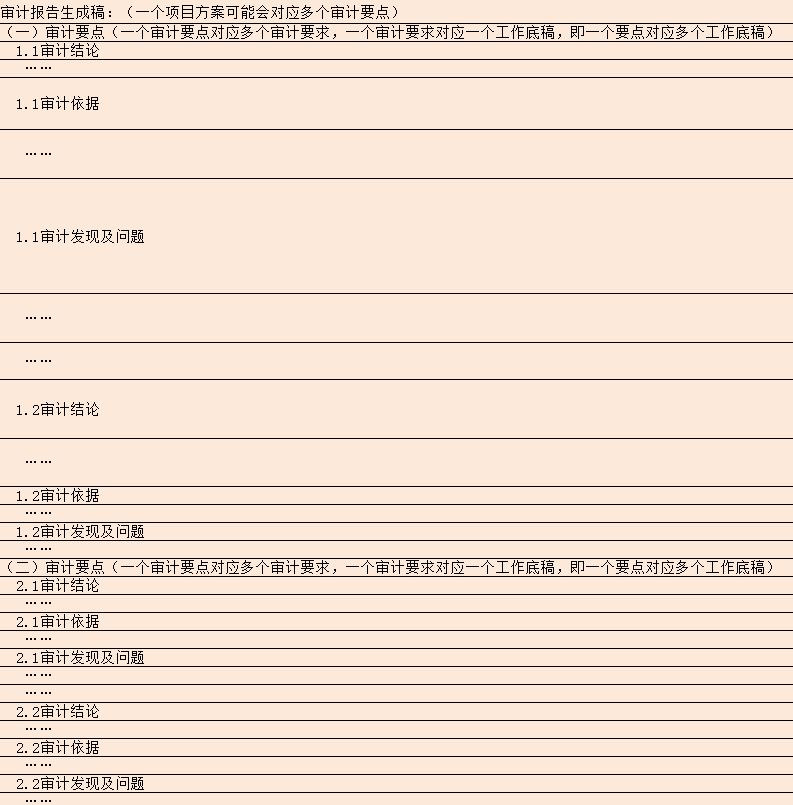 审计报告生成稿：（一个项目方案可能会对应多个审计要点）
（一）审计要点（一个审计要点对应多个审计要求，一个审计要求对应一个工作底稿，即一个要点对应多个工作底稿）
1.1审计结论
……
1.1审计依据
……
1.1审计发现及问题
……
……
1.2审计结论
……
1.2审计依据
……
1.2审计发现及问题
……
（二）审计要点（一个审计要点对应多个审计要求，一个审计要求对应一个工作底稿，即一个要点对应多个工作底稿）
2.1审计结论
……
2.1审计依据
……
2.1审计发现及问题
……
……
2.2审计结论
……
2.2审计依据
……
2.2审计发现及问题
……